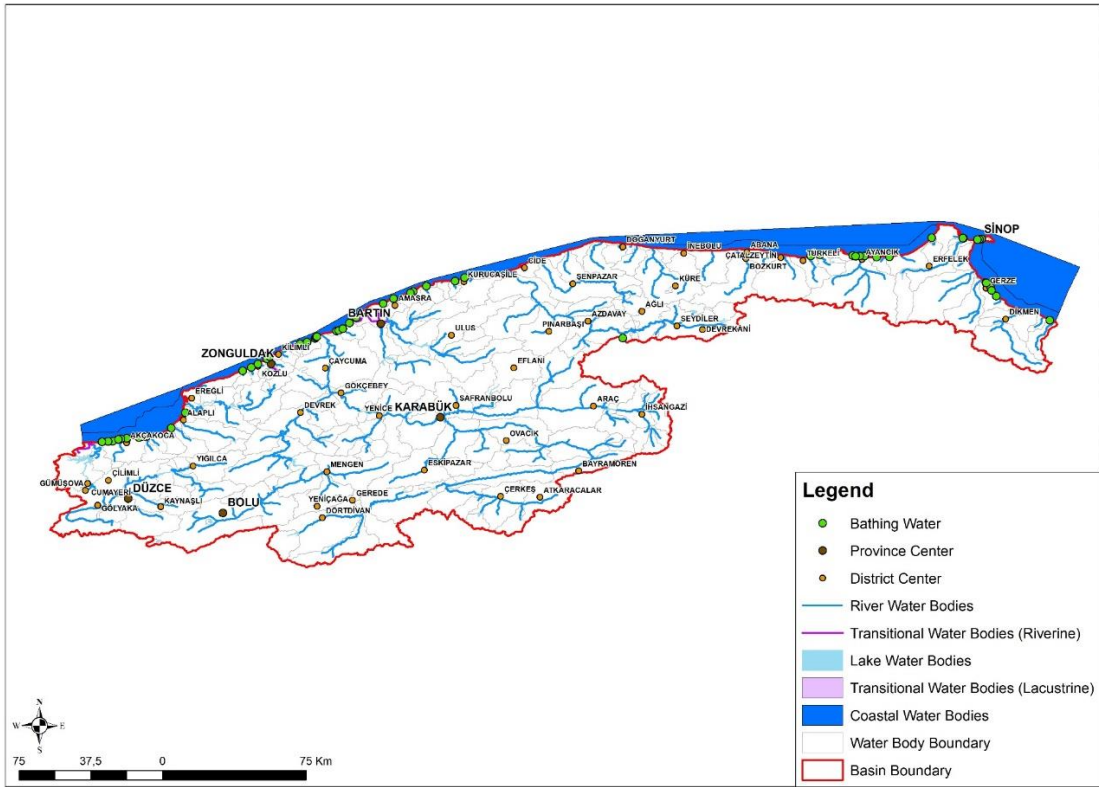 SİNOP
DOĞANYURT
İNEBOLU
ABANA
ÇATALZEYTİN
BOZKURT
TÜRKELİ
AYANCIK
ERFELEK
CİDE
KURUCAŞİLE
ŞENPAZAR
KÜRE
GERZE
AMASRA
BARTIN
AĞLI
AZDAVAY
SEYDİLER
DEVREKANİ
DİKMEN
PINARBAŞI
ULUS
KİLİMLİ
ZONGULDAK
KOZLU
ÇAYCUMA
EFLANİ
EREĞLİ
GÖKÇEBEY
ALAPLI
DEVREK
YENİCE
KARABÜK
SAFRANBOLU
ARAÇ
İHSANGAZİ
AKÇAKOCA
OVACIK
YIĞILCA
MENGEN
ESKİPAZAR
BAYRAMÖREN
ÇİLİMLİ
GÜMÜŞOVA
CUMAYERİ
DÜZCE
GÖLYAKA
KAYNAŞLI
BOLU
YENİÇAĞA
GEREDE
DÖRTDİVAN
ÇERKEŞ
ATKARACALAR
Legend
Bathing Water
Province Center
District Center
River Water Bodies
Transitional Water Bodies (Riverine)
Lake Water Bodies
Transitional Water Bodies (Lacustrine)
Coastal Water Bodies
Water Body Boundary
Basin Boundary
N
W E
S
75 37,5 0 75 Km